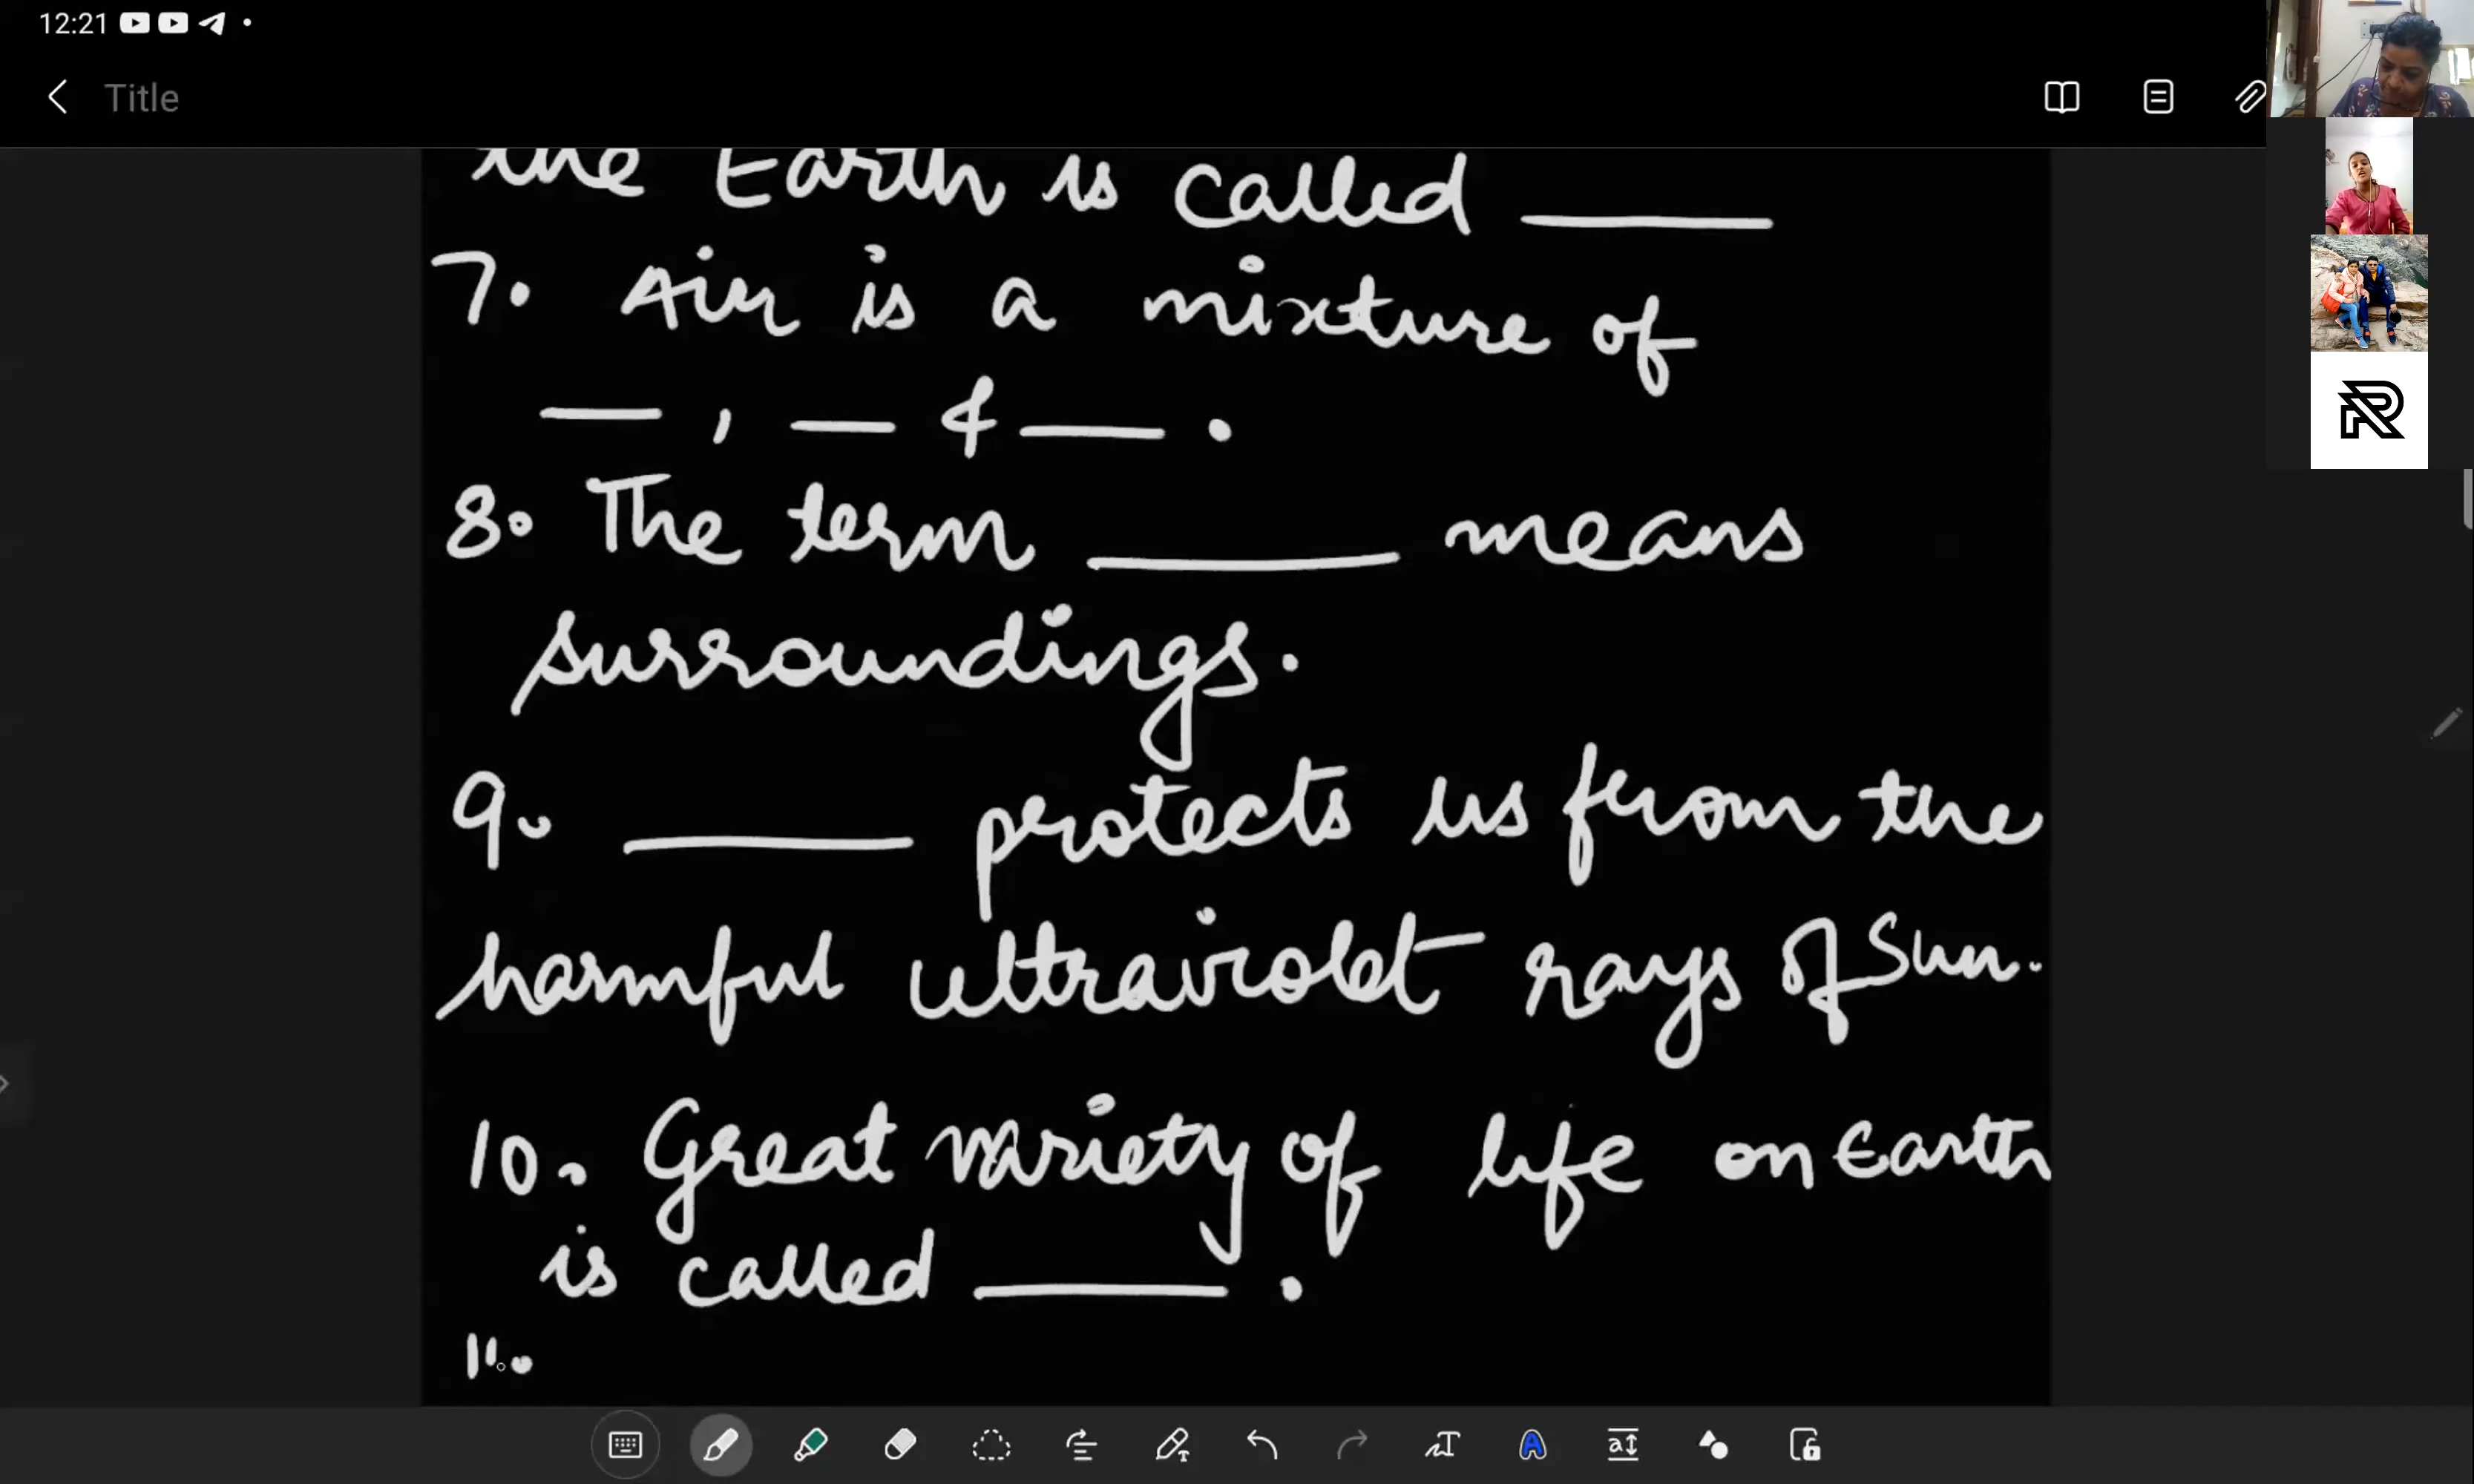 12:21
Title
the Earth is called ______
7. Air is a mixture of
___ , ___ & ___ .
8. The term ______ means
surroundings.
9. ______ protects us from the
harmful ultraviolet rays of Sun.
10. Great variety of life on Earth
is called ______ .
11.